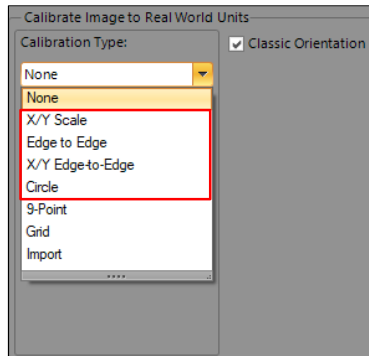 Calibrate Image to Real World Units
Calibration Type:
Classic Orientation
None
None
X/Y Scale
Edge to Edge
X/Y Edge-to-Edge
Circle
9-Point
Grid
Import